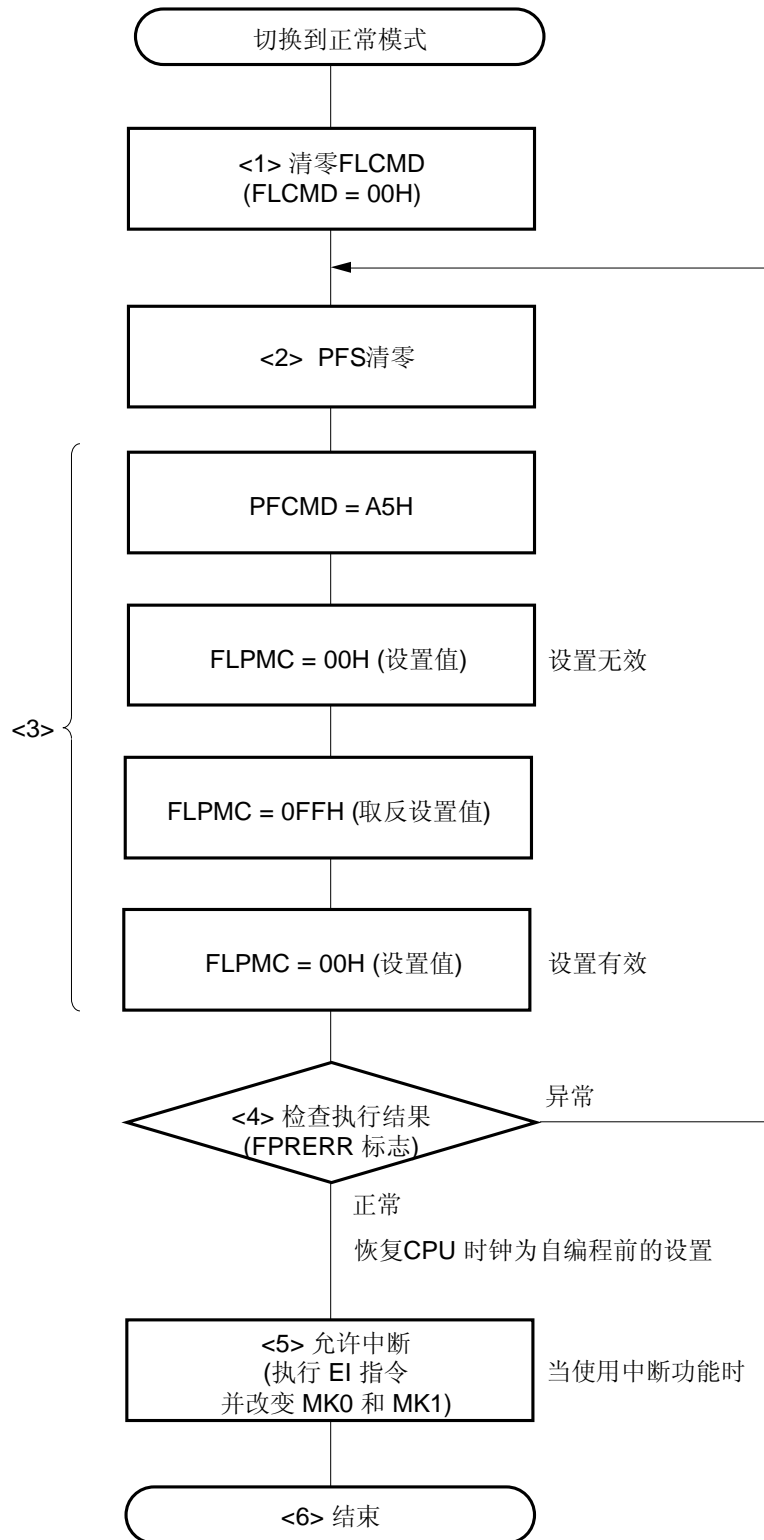 切换到正常模式
<1> 清零FLCMD
(FLCMD = 00H)
<2> PFS清零
PFCMD = A5H
FLPMC = 00H (设置值)
设置无效
<3>
FLPMC = 0FFH (取反设置值)
FLPMC = 00H (设置值)
设置有效
<4> 检查执行结果
(FPRERR 标志)
异常
正常
恢复CPU 时钟为自编程前的设置
<5> 允许中断
(执行 EI 指令
并改变 MK0 和 MK1)
当使用中断功能时
<6> 结束